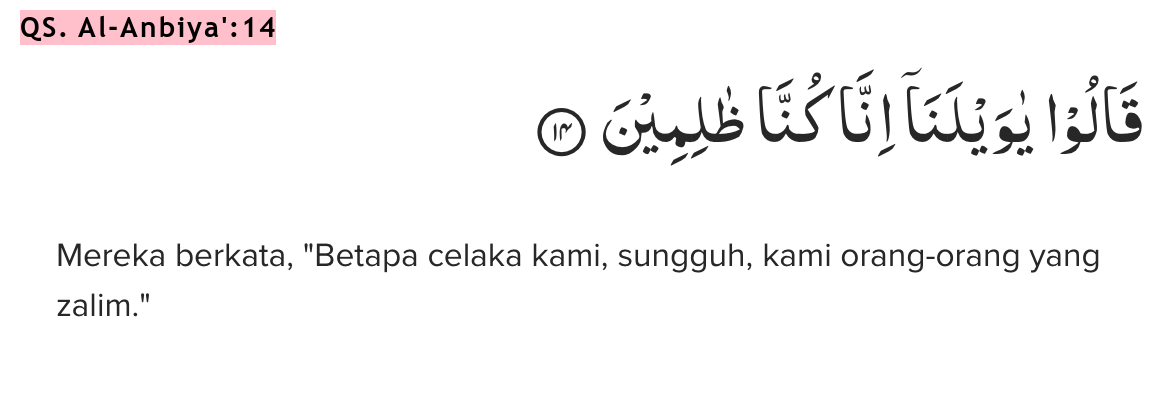 QS. Al-Anbiya':14
قَالُوْا يٰوَيْلَنَآ اِنَّا كُنَّا ظٰلِمِيْنَ ١٤
Mereka berkata, "Betapa celaka kami, sungguh, kami orang-orang yang
zalim."